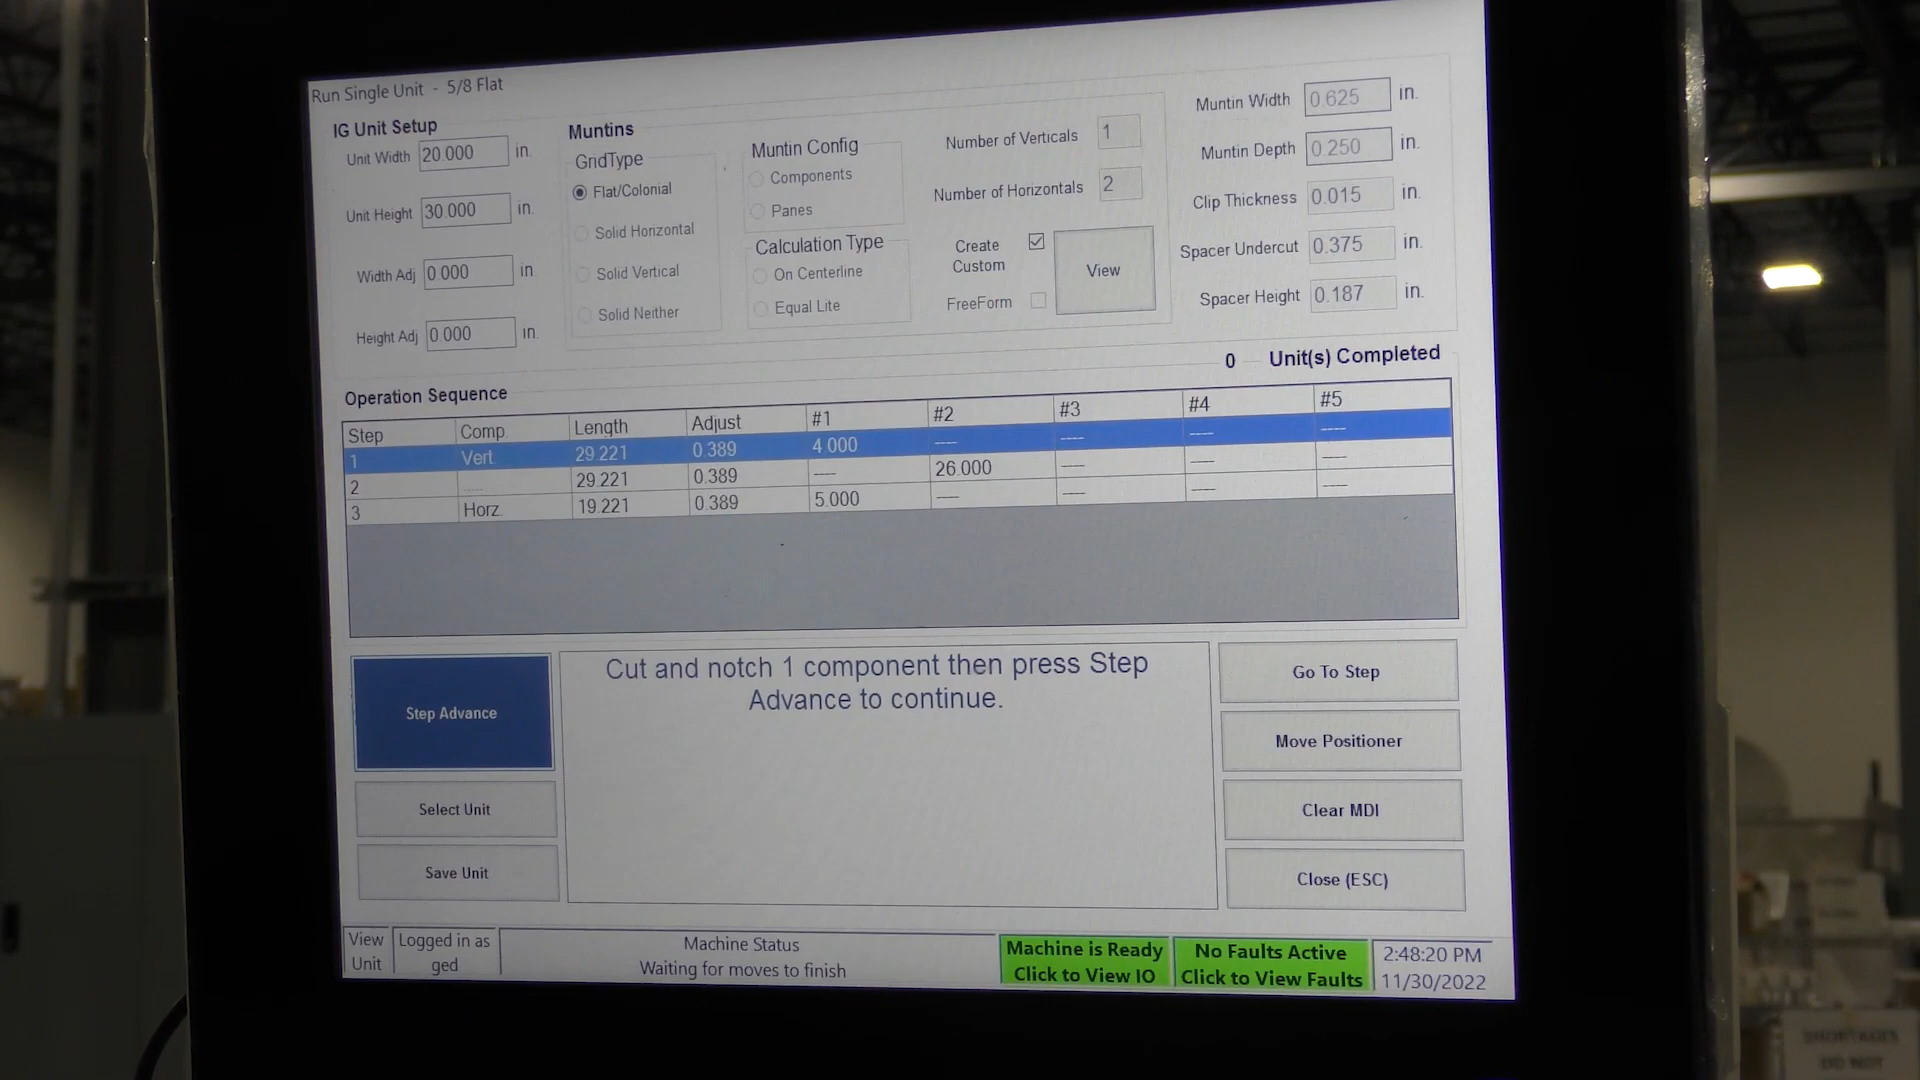 Run Single Unit - 5/8 Flat
IG Unit Setup
Unit Width 20.000 in.
Unit Height 30.000 in.
Width Adj 0.000 in
Height Adj 0.000 in.
Muntins
GridType
Flat/Colonial
Solid Horizontal
Solid Vertical
Solid Neither
Muntin Config
Components
Panes
Calculation Type
On Centerline
Equal Lite
Number of Verticals 1
Number of Horizontals 2
Create
Custom
FreeForm
View
Muntin Width 0.625 in.
Muntin Depth 0.250 in.
Clip Thickness 0.015 in.
Spacer Undercut 0.375 in.
Spacer Height 0.187 in.
0 Unit(s) Completed
Operation Sequence
Step Comp. Length Adjust #1 #2 #3 #4 #5
1 Vert 29.221 0.389 4.000 ---- ---- ---- ----
2 ..... 29.221 0.389 ---- 26.000 ---- ---- ----
3 Horz. 19.221 0.389 5.000 ---- ---- ---- ----
Cut and notch 1 component then press Step
Advance to continue.
Step Advance
Select Unit
Save Unit
Go To Step
Move Positioner
Clear MDI
Close (ESC)
View
Unit
Logged in as
ged
Machine Status
Waiting for moves to finish
Machine is Ready
Click to View IO
No Faults Active
Click to View Faults
2:48:20 PM
11/30/2022
SHORTAGES
DO NOT